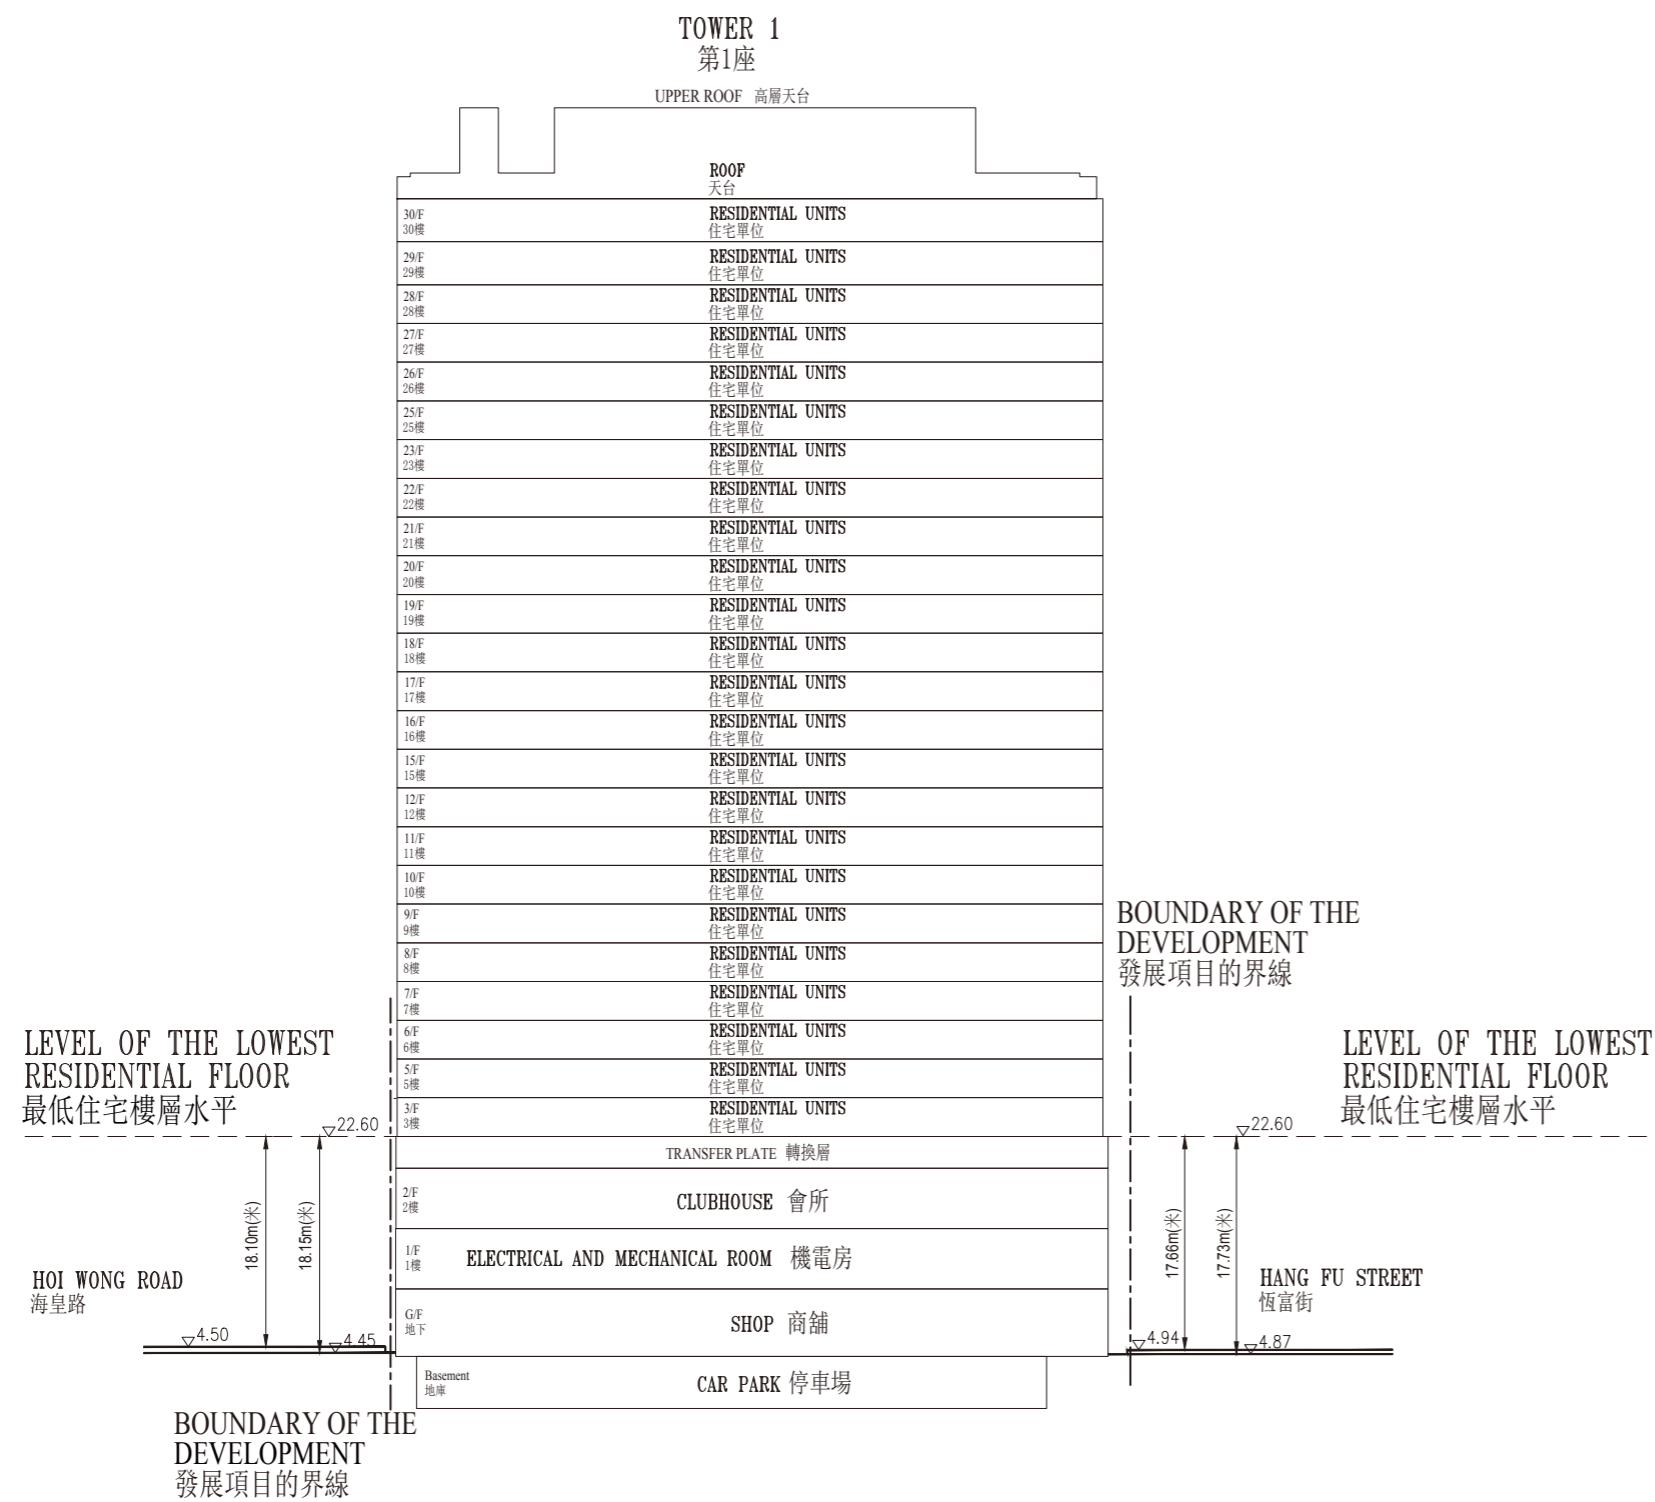 TOWER 1
第1座
UPPER ROOF 高層天台
ROOF
天台
30/F RESIDENTIAL UNITS
30樓 住宅單位
29/F RESIDENTIAL UNITS
29樓 住宅單位
28/F RESIDENTIAL UNITS
28樓 住宅單位
27/F RESIDENTIAL UNITS
27樓 住宅單位
26/F RESIDENTIAL UNITS
26樓 住宅單位
25/F RESIDENTIAL UNITS
25樓 住宅單位
23/F RESIDENTIAL UNITS
23樓 住宅單位
22/F RESIDENTIAL UNITS
22樓 住宅單位
21/F RESIDENTIAL UNITS
21樓 住宅單位
20/F RESIDENTIAL UNITS
20樓 住宅單位
19/F RESIDENTIAL UNITS
19樓 住宅單位
18/F RESIDENTIAL UNITS
18樓 住宅單位
17/F RESIDENTIAL UNITS
17樓 住宅單位
16/F RESIDENTIAL UNITS
16樓 住宅單位
15/F RESIDENTIAL UNITS
15樓 住宅單位
12/F RESIDENTIAL UNITS
12樓 住宅單位
11/F RESIDENTIAL UNITS
11樓 住宅單位
10/F RESIDENTIAL UNITS
10樓 住宅單位
9/F RESIDENTIAL UNITS
9樓 住宅單位
8/F RESIDENTIAL UNITS
8樓 住宅單位
7/F RESIDENTIAL UNITS
7樓 住宅單位
6/F RESIDENTIAL UNITS
6樓 住宅單位
5/F RESIDENTIAL UNITS
5樓 住宅單位
3/F RESIDENTIAL UNITS
3樓 住宅單位
BOUNDARY OF THE
DEVELOPMENT
發展項目的界線
LEVEL OF THE LOWEST
RESIDENTIAL FLOOR
最低住宅樓層水平
22.60
LEVEL OF THE LOWEST
RESIDENTIAL FLOOR
最低住宅樓層水平
22.60
TRANSFER PLATE 轉換層
2/F
2樓
CLUBHOUSE 會所
1/F
1樓
ELECTRICAL AND MECHANICAL ROOM 機電房
G/F
地下
SHOP 商舖
Basement
地庫
CAR PARK 停車場
18.10m(米)
18.15m(米)
HOI WONG ROAD
海皇路
4.50
4.45
17.66m(米)
17.73m(米)
HANG FU STREET
恆富街
4.94
4.87
BOUNDARY OF THE
DEVELOPMENT
發展項目的界線